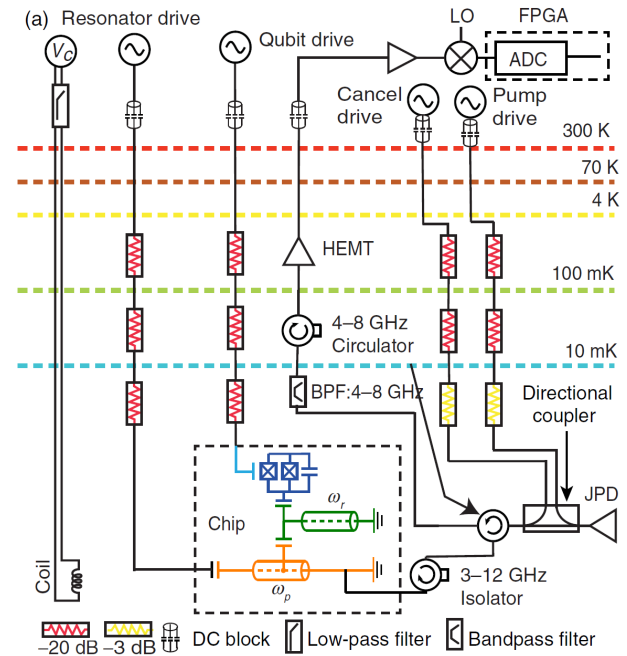 (a) Resonator drive
LO
FPGA
V_c
Qubit drive
ADC
Cancel
drive
Pump
drive
300 K
70 K
4 K
HEMT
100 mK
4–8 GHz
Circulator
10 mK
BPF:4–8 GHz
Directional
coupler
JPD
Chip
ω_r
ω_p
Coil
3–12 GHz
Isolator
–20 dB
–3 dB
DC block
Low-pass filter
Bandpass filter